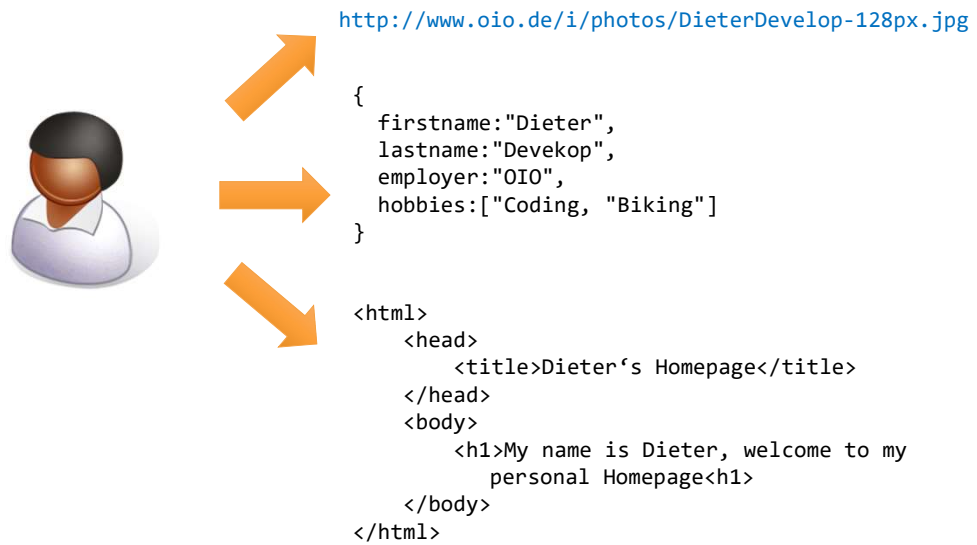 http://www.oio.de/i/photos/DieterDevelop-128px.jpg
{
  firstname:"Dieter",
  lastname:"Devekop",
  employer:"OIO",
  hobbies:["Coding, "Biking"]
}
<html>
    <head>
        <title>Dieter‘s Homepage</title>
    </head>
    <body>
        <h1>My name is Dieter, welcome to my
           personal Homepage<h1>
    </body>
</html>